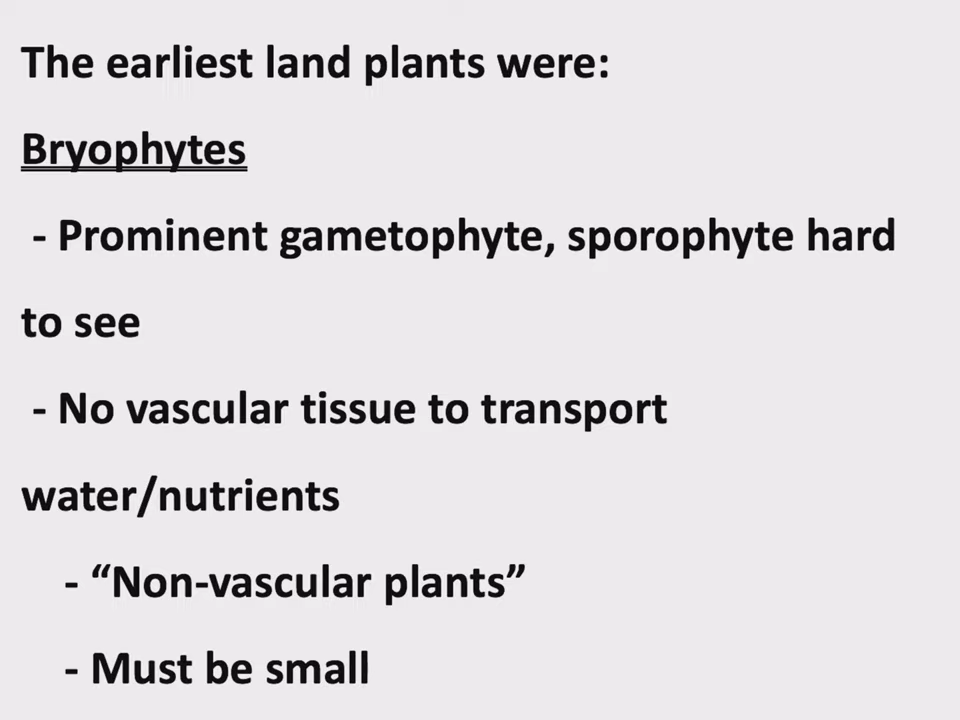 The earliest land plants were:
Bryophytes
- Prominent gametophyte, sporophyte hard
to see
- No vascular tissue to transport
water/nutrients
- “Non-vascular plants”
- Must be small